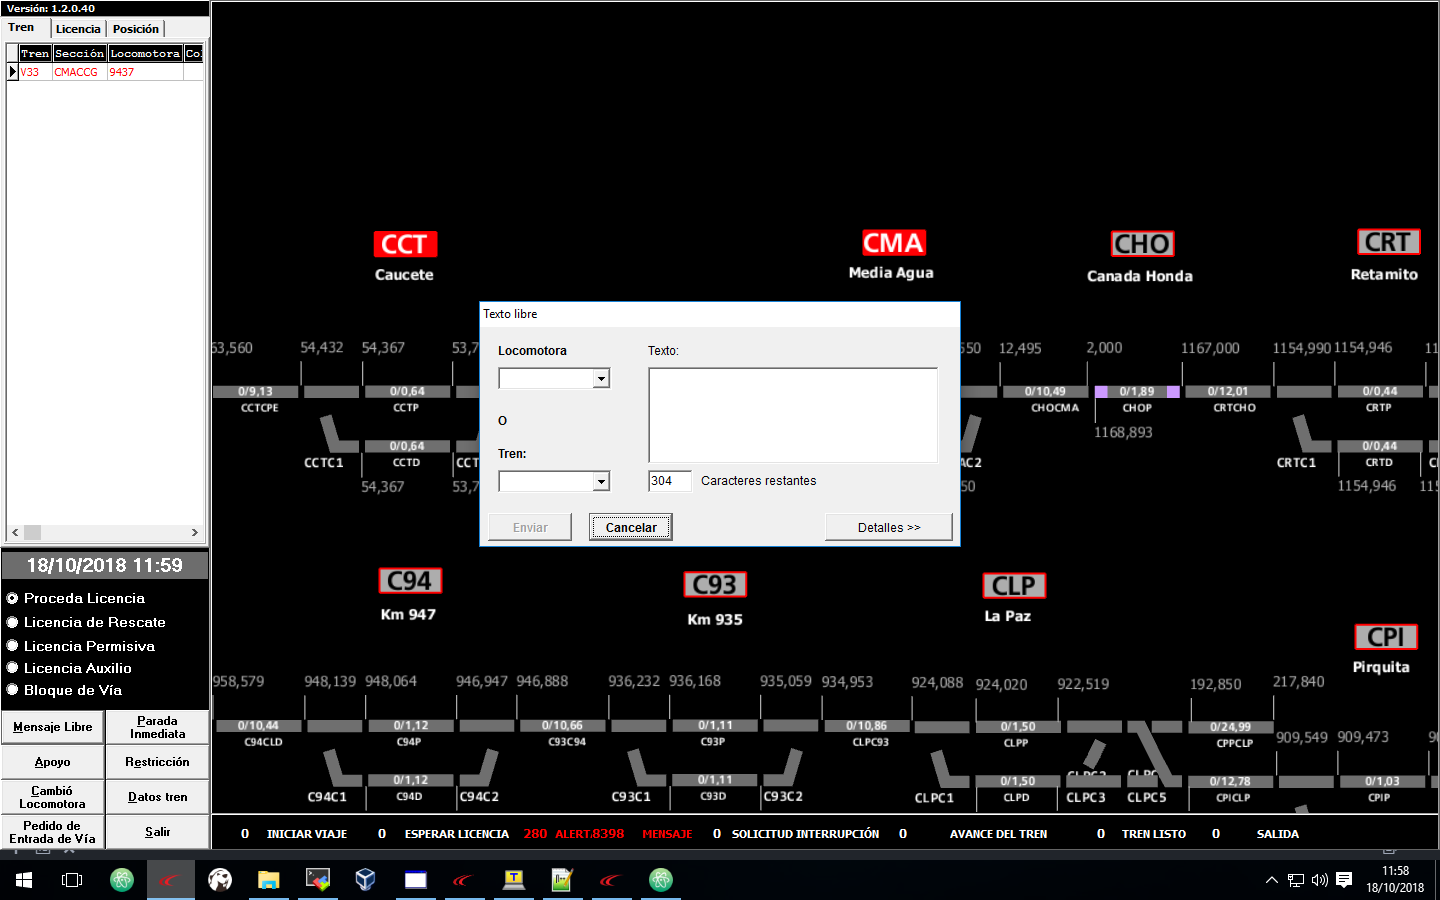 Versión: 1.2.0.40
Tren Licencia Posición
Tren Sección Locomotora
V33 CMACCG 9437
18/10/2018 11:59
Proceda Licencia
Licencia de Rescate
Licencia Permisiva
Licencia Auxilio
Bloque de Vía
Mensaje Libre
Parada Inmediata
Apoyo
Restricción
Cambió Locomotora
Datos tren
Pedido de Entrada de Vía
Salir
CCT CMA CHO CRT
Caucete Media Agua Canada Honda Retamito
63,560 54,432 54,367 53,7 550 12,495 2,000 1167,000 1154,990 1154,946 11
0/9,13 0/0,64 0/10,49 0/1,89 0/12,01 0/0,44
CCTCPE CCTP CHOCMA CHOP CRTCHO CRTP
1168,893
0/0,64 0/0,44
CCTC1 CCTD CCT AC2 CRTC1 CRTD
54,367 53,7 50 1154,946 115
Texto libre
Locomotora Texto:
O
Tren:
304 Caracteres restantes
Enviar Cancelar Detalles >>
C94 C93 CLP
Km 947 Km 935 La Paz
CPI
Pirquita
958,579 948,139 948,064 946,947 946,888 936,232 936,168 935,059 934,953 924,088 924,020 922,519 192,850 217,840
0/10,44 0/1,12 0/10,66 0/1,11 0/10,86 0/1,50 0/24,99
C94CLD C94P C93C94 C93P CLPC93 CLPP CPPCLP
909,549 909,473
0/1,12 0/1,11 0/1,50 0/12,78 0/1,03
C94C1 C94D C94C2 C93C1 C93D C93C2 CLPC1 CLPD CLPC3 CLPC5 CPICLP CPIP
0 INICIAR VIAJE 0 ESPERAR LICENCIA 280 ALERT.8398 MENSAJE 0 SOLICITUD INTERRUPCIÓN 0 AVANCE DEL TREN 0 TREN LISTO 0 SALIDA
11:58
18/10/2018